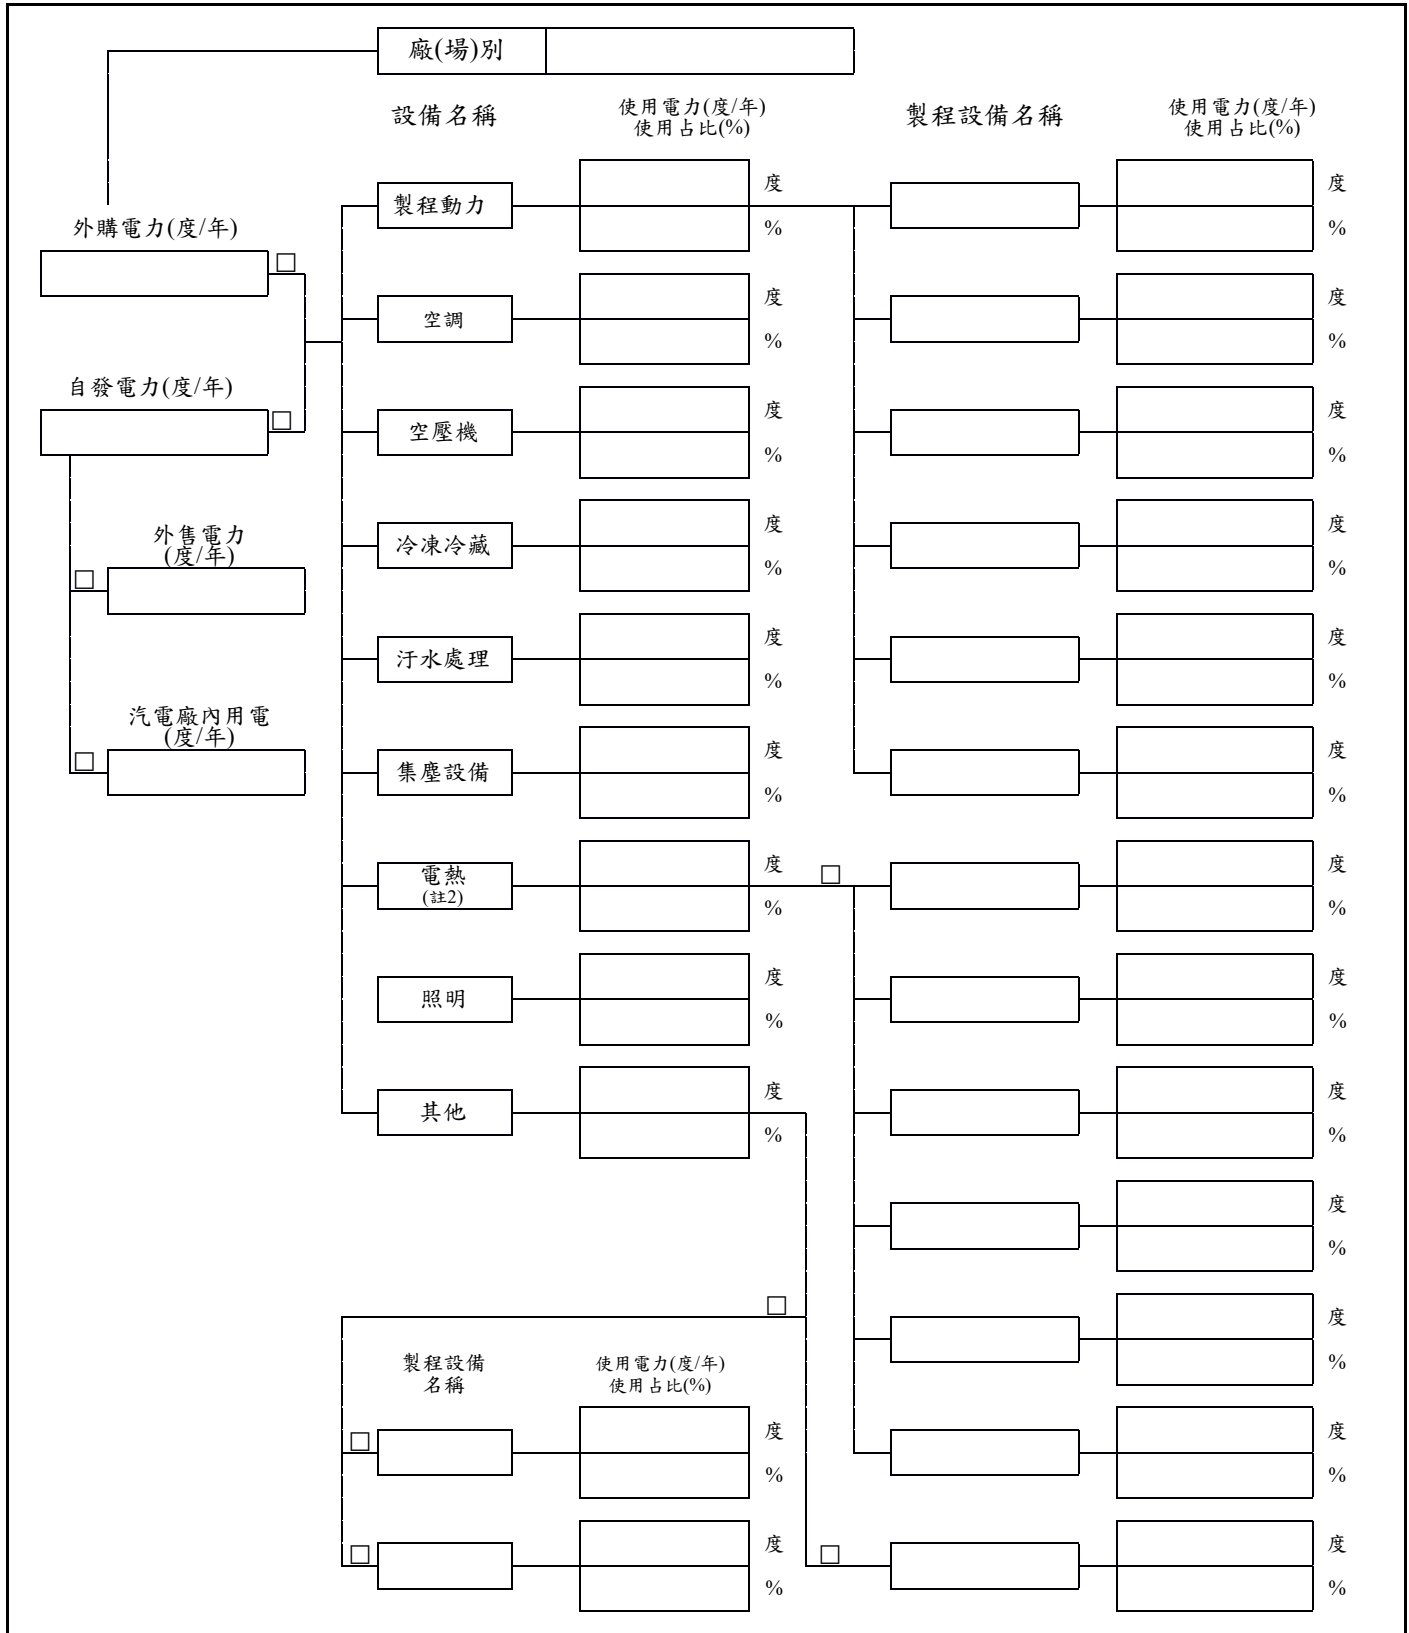 廠(場)別
設備名稱
使用電力(度/年)
使用占比(%)
製程設備名稱
使用電力(度/年)
使用占比(%)
外購電力(度/年)
□
自發電力(度/年)
□
外售電力
(度/年)
□
汽電廠內用電
(度/年)
□
製程動力
度
%
度
%
空調
度
%
度
%
空壓機
度
%
度
%
冷凍冷藏
度
%
度
%
汙水處理
度
%
度
%
集塵設備
度
%
度
%
電熱
(註2)
度
%
□
度
%
照明
度
%
度
%
其他
度
%
度
%
度
%
□
度
%
製程設備
名稱
使用電力(度/年)
使用占比(%)
□
度
%
度
%
□
度
%
□
度
%